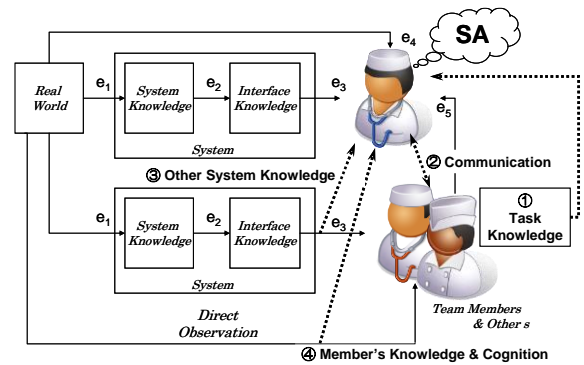 SA
e4
Real
World
e1
System
Knowledge
e2
Interface
Knowledge
e3
System
e5
② Communication
③ Other System Knowledge
①
Task
Knowledge
e1
System
Knowledge
e2
Interface
Knowledge
e3
System
Direct
Observation
Team Members
& Other s
④ Member's Knowledge & Cognition